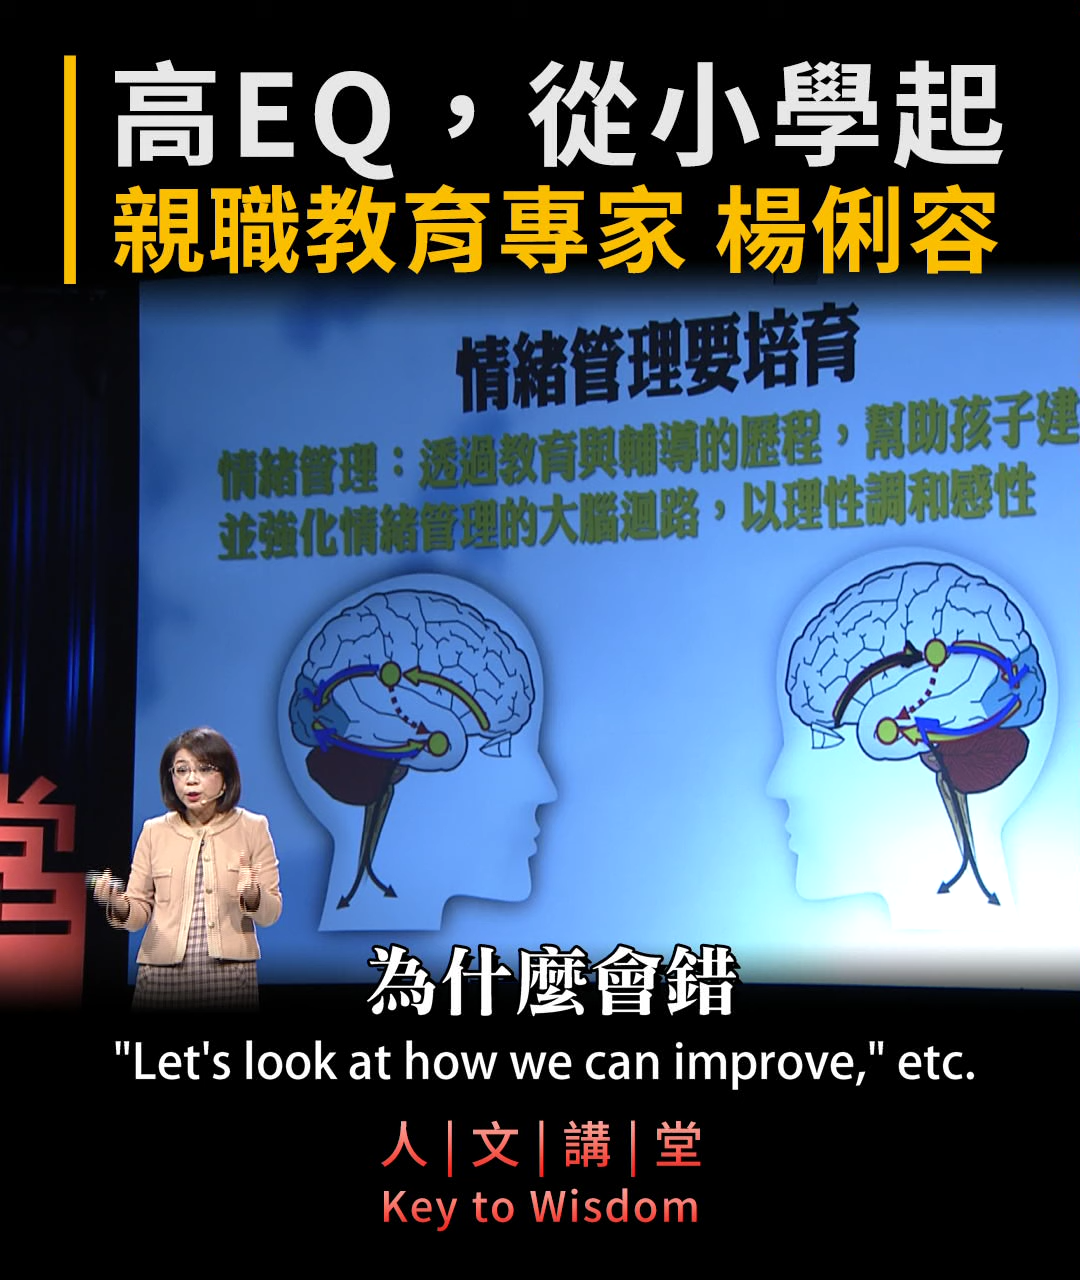 高EQ，從小學起
親職教育專家 楊俐容
情緒管理要培育
情緒管理：透過教育與輔導的歷程，幫助孩子建
並強化情緒管理的大腦迴路，以理性調和感性
堂
為什麼會錯
"Let's look at how we can improve," etc.
人|文|講|堂
Key to Wisdom